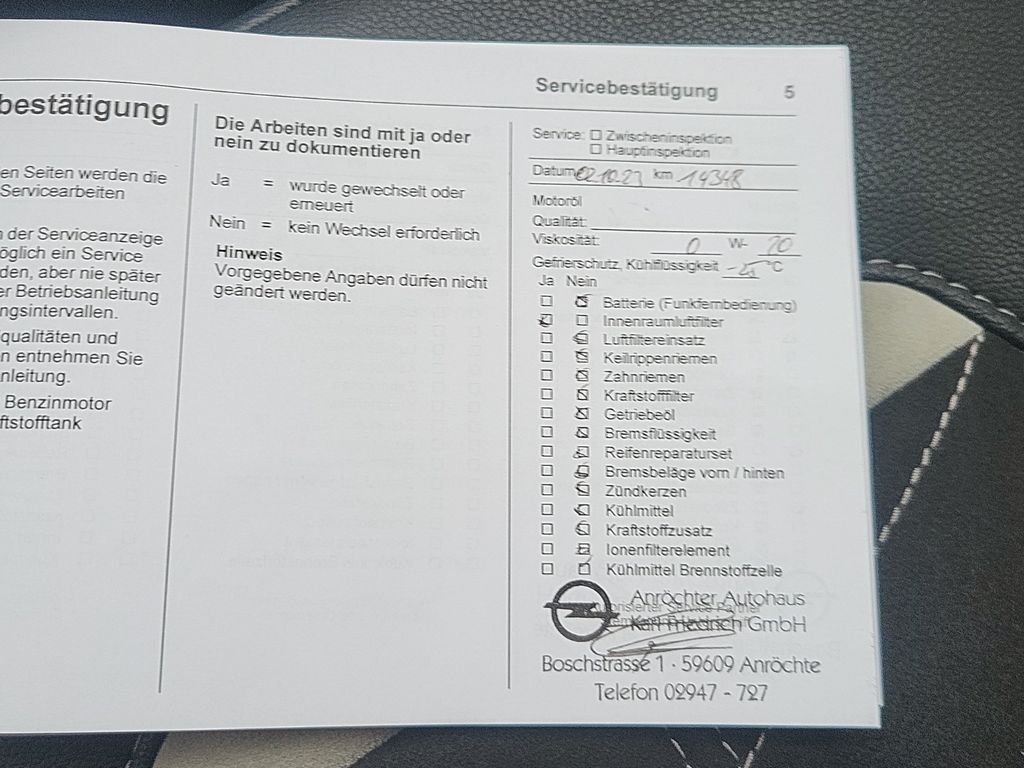 Servicebestätigung 5
bestätigung
en Seiten werden die
Servicearbeiten
n der Serviceanzeige
öglich ein Service
den, aber nie später
er Betriebsanleitung
ngsintervallen.
qualitäten und
n entnehmen Sie
nleitung.
Benzinmotor
ftstofftank
Die Arbeiten sind mit ja oder
nein zu dokumentieren
Ja = wurde gewechselt oder
erneuert
Nein = kein Wechsel erforderlich
Hinweis
Vorgegebene Angaben dürfen nicht
geändert werden.
Service: ☐ Zwischeninspektion
☐ Hauptinspektion
Datum 02.10.23 km 14348
Motoröl
Qualität:
Viskosität: 0 W- 20
Gefrierschutz, Kühlflüssigkeit -25 °C
Ja Nein
Batterie (Funkfernbedienung)
Innenraumluftfilter
Luftfiltereinsatz
Keilrippenriemen
Zahnriemen
Kraftstofffilter
Getriebeöl
Bremsflüssigkeit
Reifenreparaturset
Bremsbeläge vorn / hinten
Zündkerzen
Kühlmittel
Kraftstoffzusatz
Ionenfilterelement
Kühlmittel Brennstoffzelle
Anröchter Autohaus
Karl Friedrich GmbH
Boschstrasse 1 · 59609 Anröchte
Telefon 02947 - 727